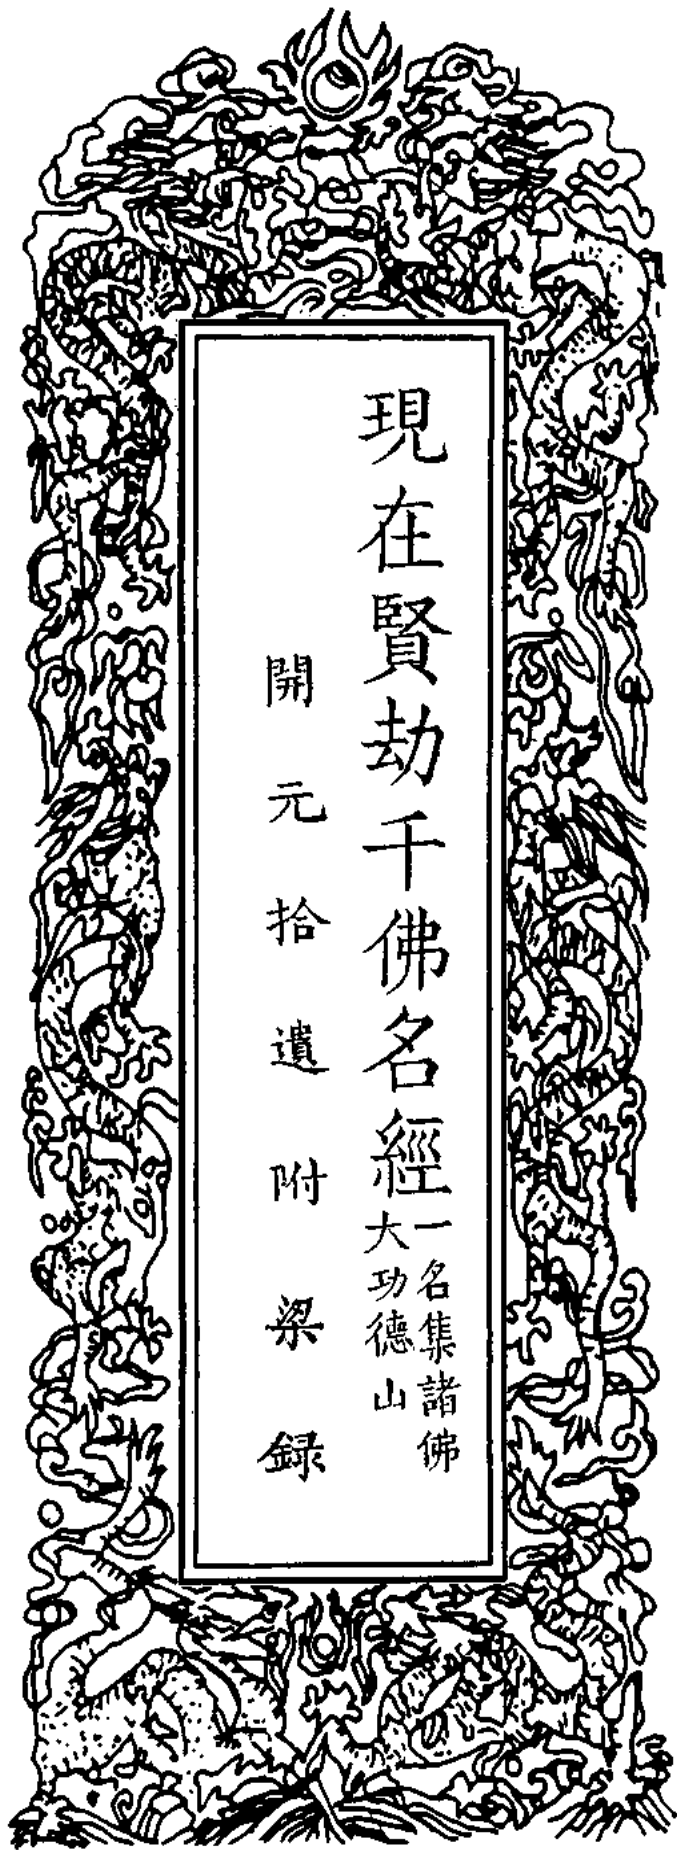 現在賢劫千佛名經
一名集諸佛
大功德山
開元拾遺附梁録